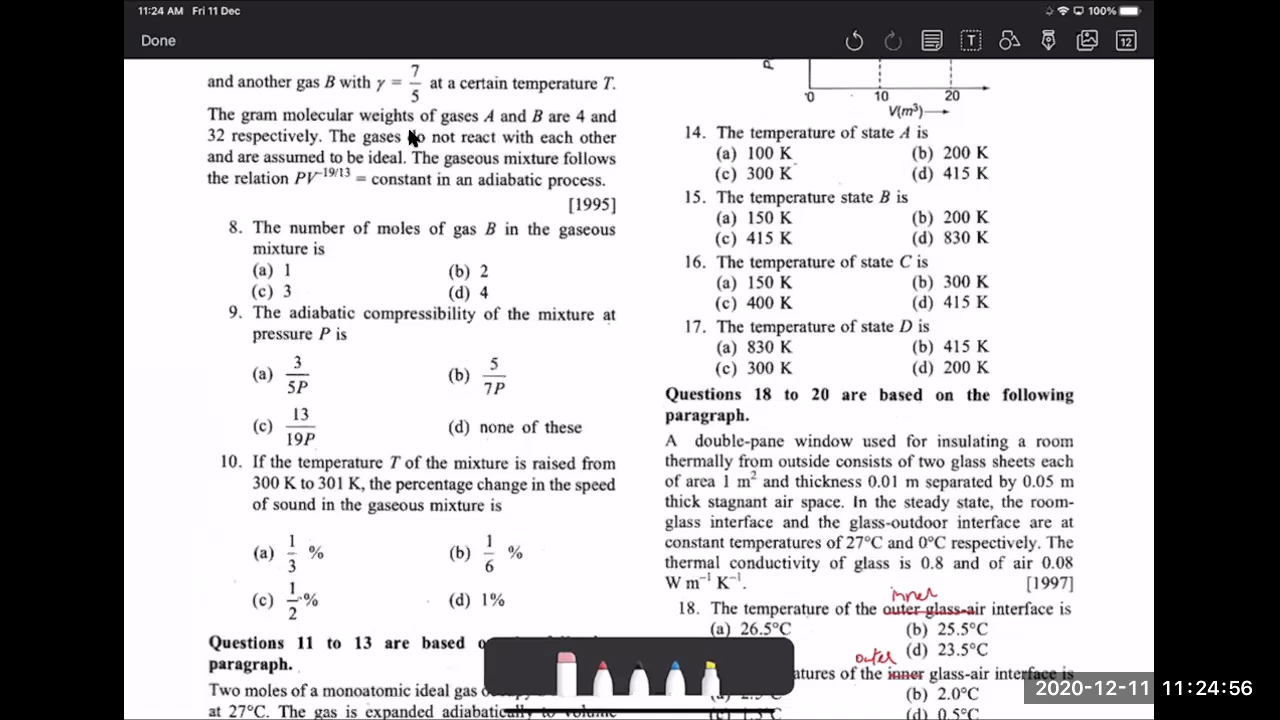 11:24 AM Fri 11 Dec
100%
Done
T
12
and another gas B with γ = 7/5 at a certain temperature T.
The gram molecular weights of gases A and B are 4 and
32 respectively. The gases do not react with each other
and are assumed to be ideal. The gaseous mixture follows
the relation PV^-19/13 = constant in an adiabatic process.
[1995]
8. The number of moles of gas B in the gaseous
mixture is
(a) 1 (b) 2
(c) 3 (d) 4
9. The adiabatic compressibility of the mixture at
pressure P is
(a) 3/5P (b) 5/7P
(c) 13/19P (d) none of these
10. If the temperature T of the mixture is raised from
300 K to 301 K, the percentage change in the speed
of sound in the gaseous mixture is
(a) 1/3 % (b) 1/6 %
(c) 1/2 % (d) 1%
Questions 11 to 13 are based
paragraph.
Two moles of a monoatomic ideal gas
at 27°C. The gas is expanded adiabatically to volume
P
0 10 20
V(m³)→
14. The temperature of state A is
(a) 100 K (b) 200 K
(c) 300 K (d) 415 K
15. The temperature state B is
(a) 150 K (b) 200 K
(c) 415 K (d) 830 K
16. The temperature of state C is
(a) 150 K (b) 300 K
(c) 400 K (d) 415 K
17. The temperature of state D is
(a) 830 K (b) 415 K
(c) 300 K (d) 200 K
Questions 18 to 20 are based on the following
paragraph.
A double-pane window used for insulating a room
thermally from outside consists of two glass sheets each
of area 1 m² and thickness 0.01 m separated by 0.05 m
thick stagnant air space. In the steady state, the room-
glass interface and the glass-outdoor interface are at
constant temperatures of 27°C and 0°C respectively. The
thermal conductivity of glass is 0.8 and of air 0.08
W m⁻¹ K⁻¹. [1997]
inner
18. The temperature of the outer glass-air interface is
(a) 26.5°C (b) 25.5°C
(d) 23.5°C
outer
atures of the inner glass-air interface is
(b) 2.0°C
(d) 0.5°C
2020-12-11 11:24:56